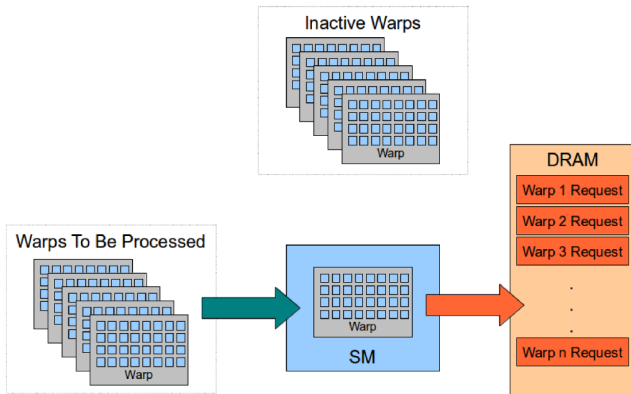 Inactive Warps
Warp
DRAM
Warp 1 Request
Warp 2 Request
Warp 3 Request
.
.
.
Warp n Request
Warps To Be Processed
Warp
Warp
SM